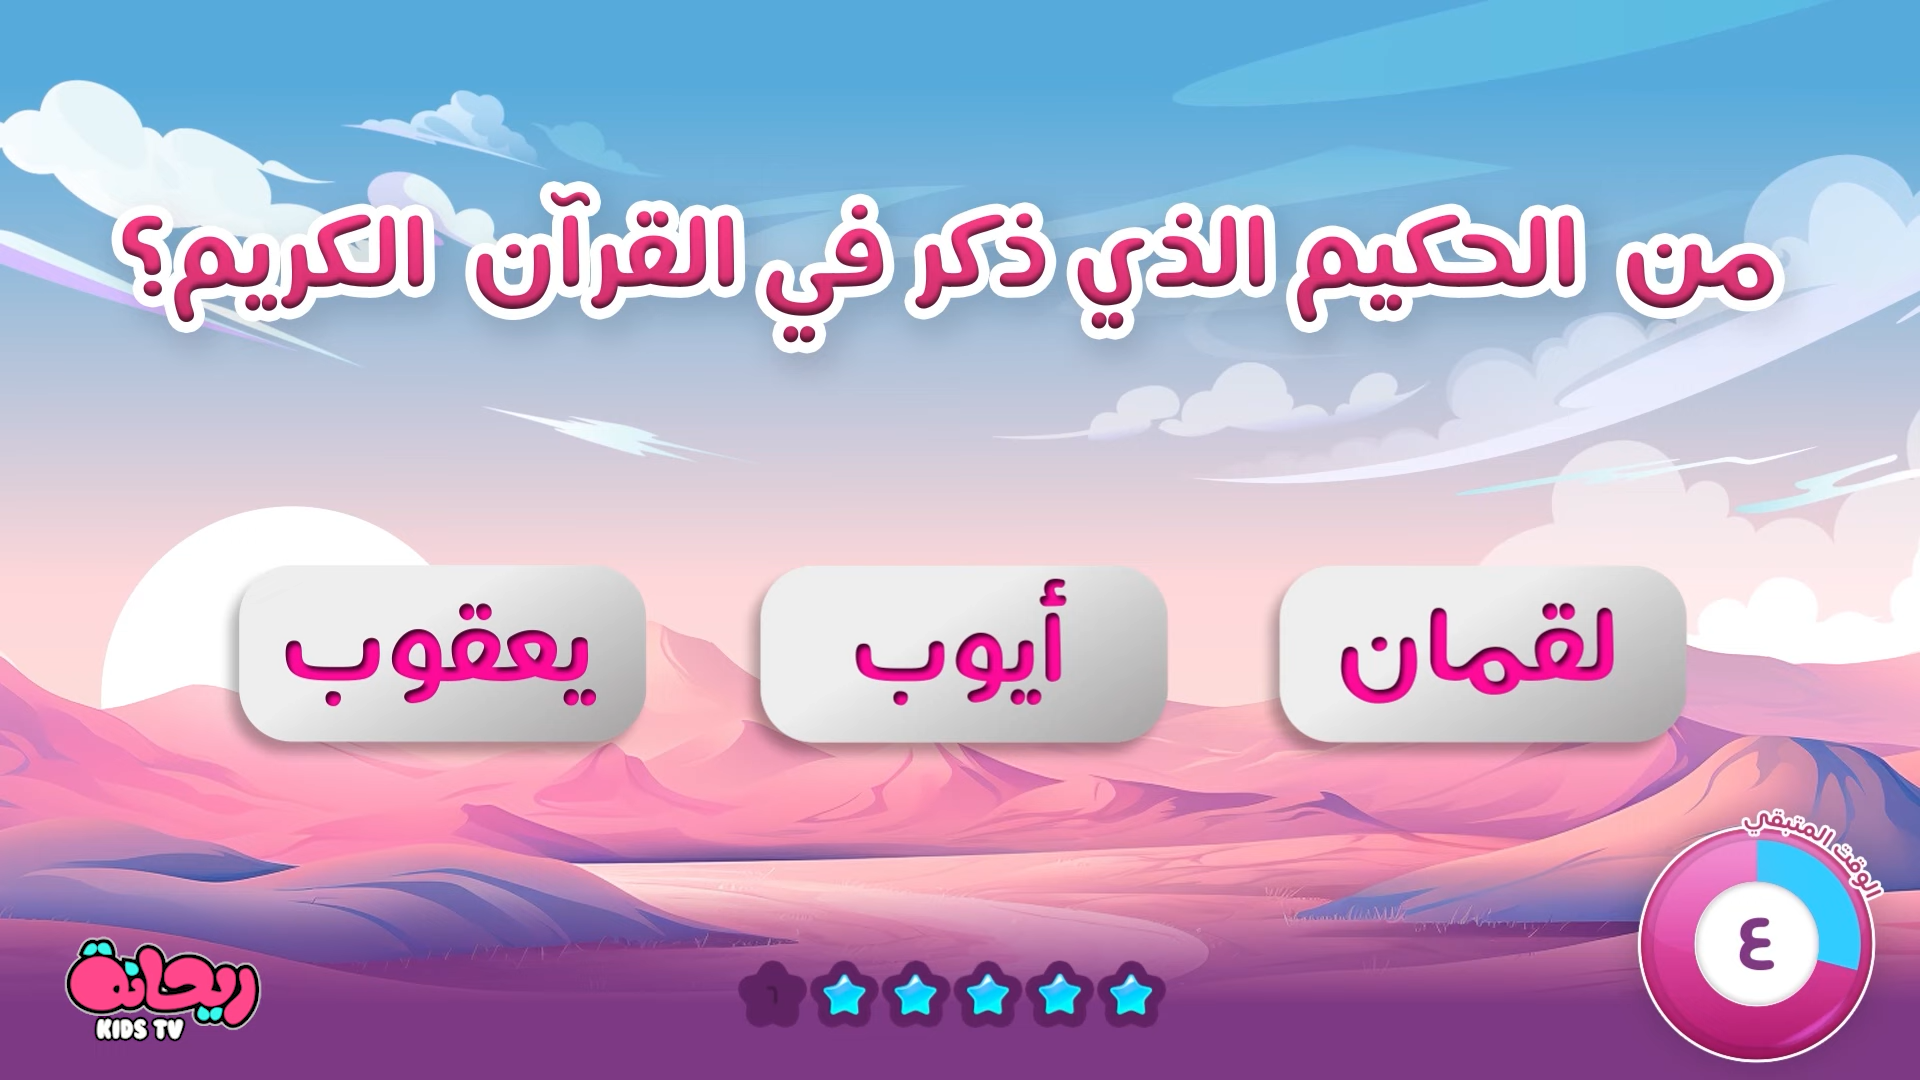 من الحكيم الذي ذكر في القرآن الكريم؟
لقمان
أيوب
يعقوب
الوقت المتبقي
٤
ريحانة
KIDS TV